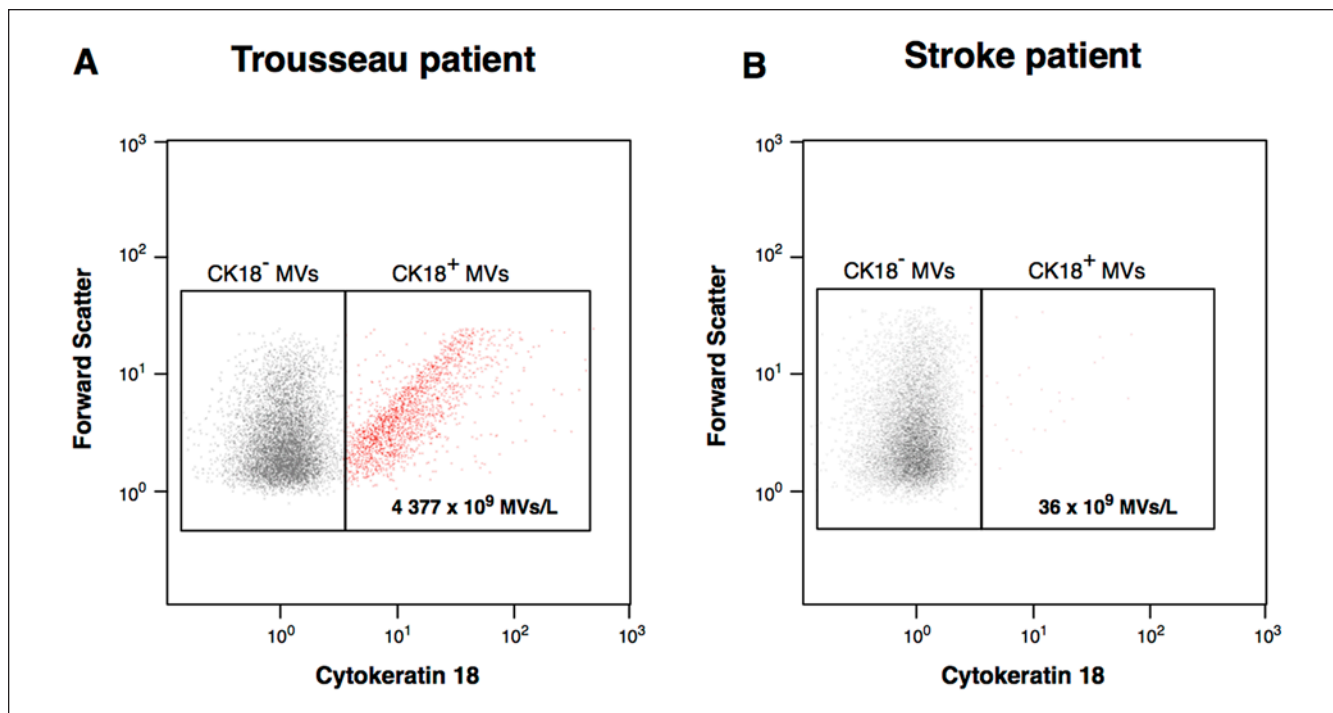 A
Trousseau patient
10³
10²
10¹
10⁰
Forward Scatter
CK18⁻ MVs
CK18⁺ MVs
4 377 x 10⁹ MVs/L
10⁰
10¹
10²
10³
Cytokeratin 18
B
Stroke patient
10³
10²
10¹
10⁰
Forward Scatter
CK18⁻ MVs
CK18⁺ MVs
36 x 10⁹ MVs/L
10⁰
10¹
10²
10³
Cytokeratin 18